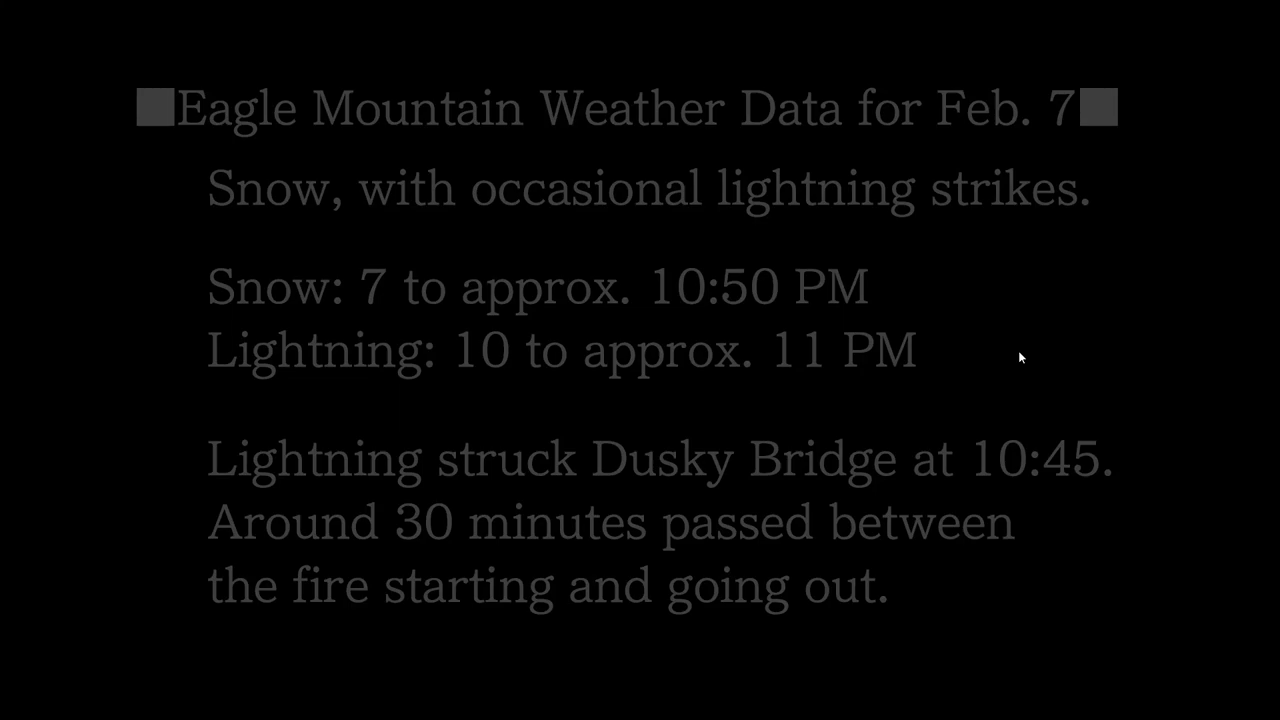 ■Eagle Mountain Weather Data for Feb. 7■
Snow, with occasional lightning strikes.
Snow: 7 to approx. 10:50 PM
Lightning: 10 to approx. 11 PM
Lightning struck Dusky Bridge at 10:45.
Around 30 minutes passed between
the fire starting and going out.